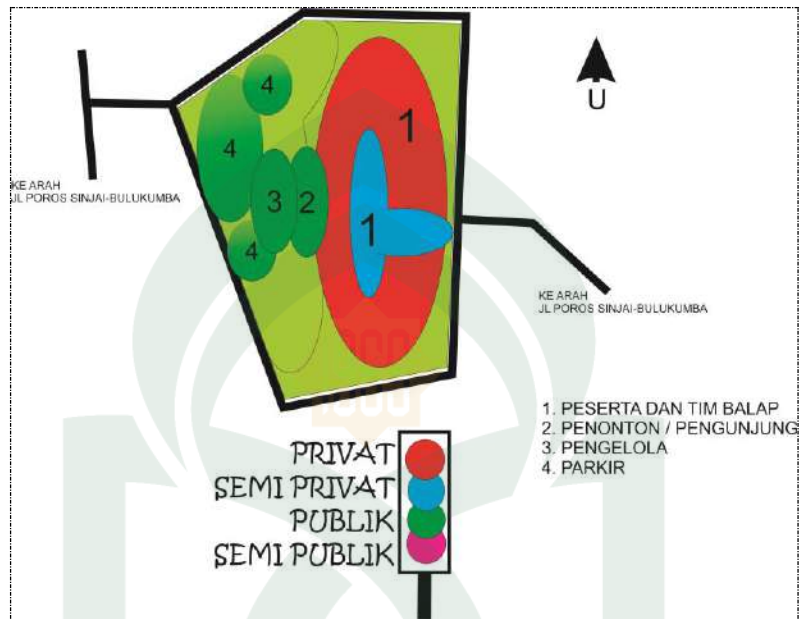 U
4
1
4
3
2
1
4
KE ARAH
JL POROS SINJAI-BULUKUMBA
KE ARAH
JL POROS SINJAI-BULUKUMBA
1. PESERTA DAN TIM BALAP
2. PENONTON / PENGUNJUNG
3. PENGELOLA
4. PARKIR
PRIVAT
SEMI PRIVAT
PUBLIK
SEMI PUBLIK